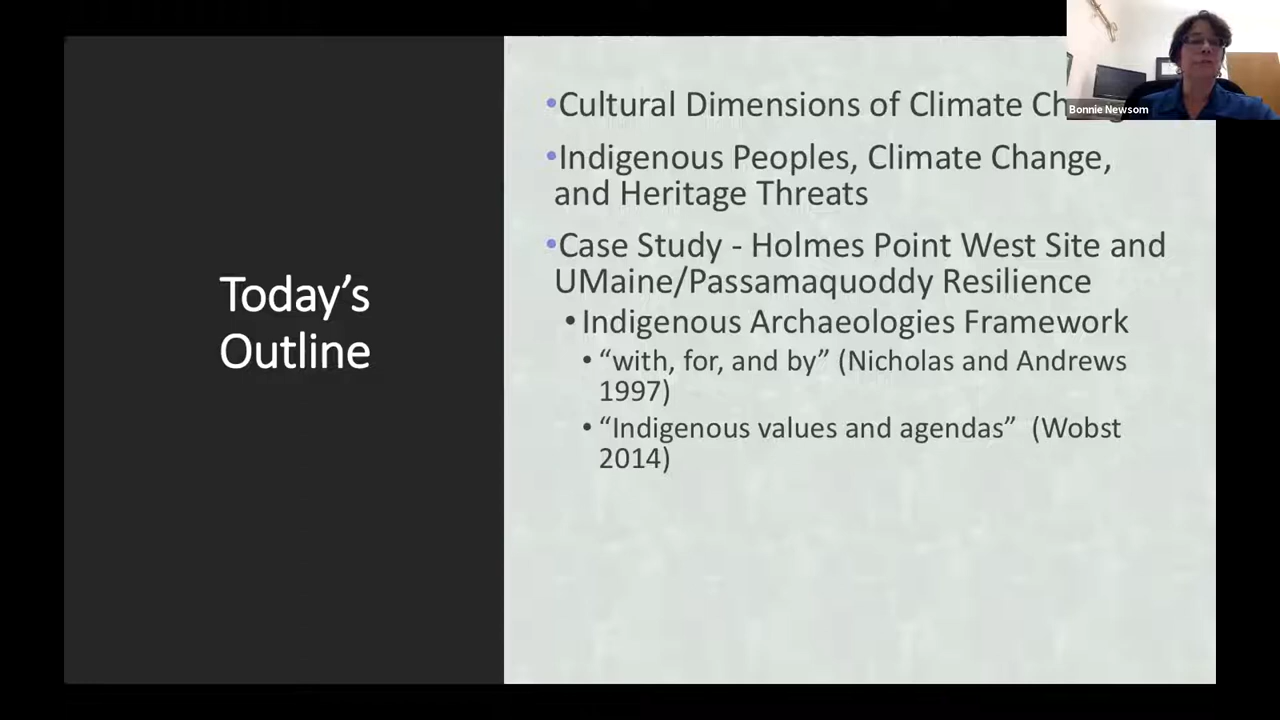 Today’s
Outline
•Cultural Dimensions of Climate
•Indigenous Peoples, Climate Change,
and Heritage Threats
•Case Study - Holmes Point West Site and
UMaine/Passamaquoddy Resilience
• Indigenous Archaeologies Framework
• “with, for, and by” (Nicholas and Andrews
1997)
• “Indigenous values and agendas” (Wobst
2014)
Bonnie Newsom